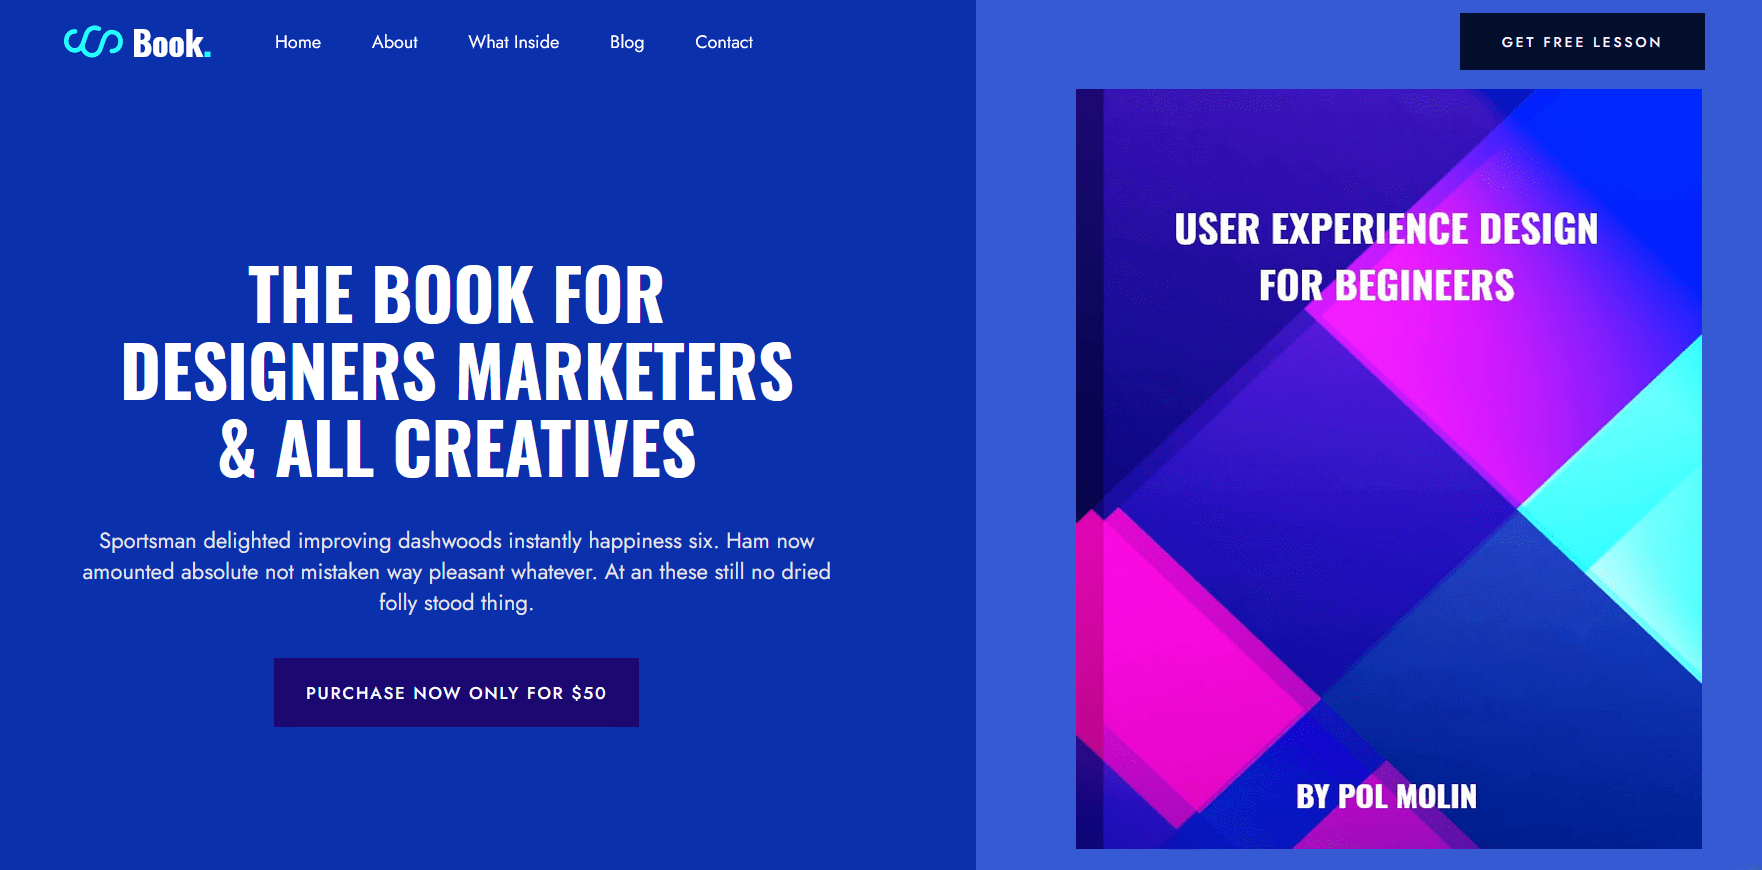 Book.
Home
About
What Inside
Blog
Contact
GET FREE LESSON
THE BOOK FOR
DESIGNERS MARKETERS
& ALL CREATIVES
Sportsman delighted improving dashwoods instantly happiness six. Ham now
amounted absolute not mistaken way pleasant whatever. At an these still no dried
folly stood thing.
PURCHASE NOW ONLY FOR $50
USER EXPERIENCE DESIGN
FOR BEGINEERS
BY POL MOLIN